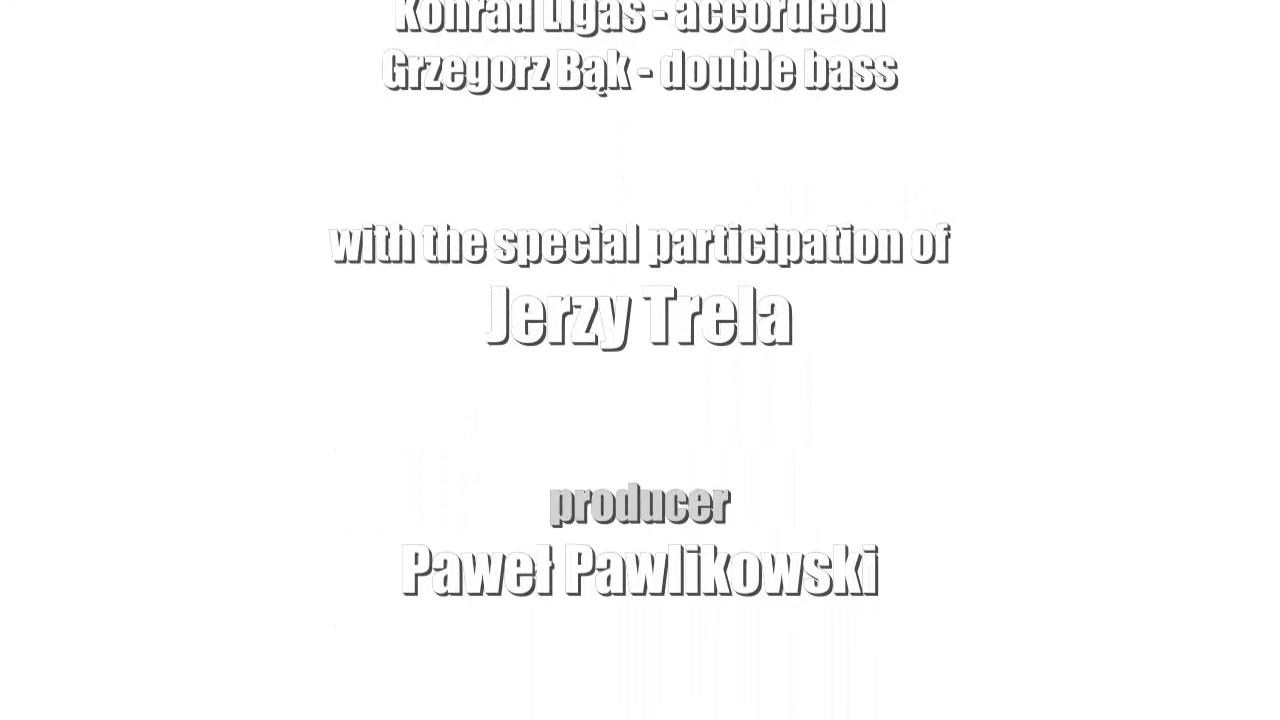 Konrad Ligas - accordeon
Grzegorz Bąk - double bass
with the special participation of
Jerzy Trela
producer
Paweł Pawlikowski